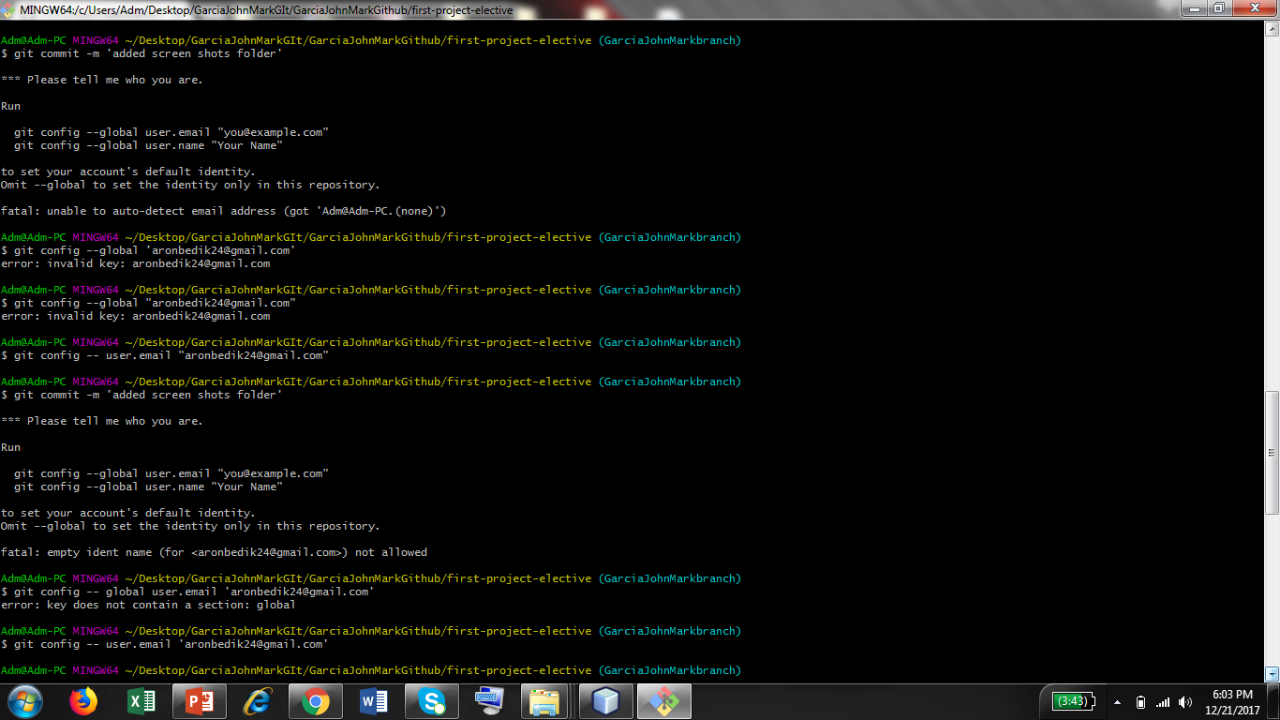 MINGW64:/c/Users/Adm/Desktop/GarciaJohnMarkGIt/GarciaJohnMarkGithub/first-project-elective
Adm@Adm-PC MINGW64 ~/Desktop/GarciaJohnMarkGIt/GarciaJohnMarkGithub/first-project-elective (GarciaJohnMarkbranch)
$ git commit -m 'added screen shots folder'
*** Please tell me who you are.
Run
git config --global user.email "you@example.com"
git config --global user.name "Your Name"
to set your account's default identity.
Omit --global to set the identity only in this repository.
fatal: unable to auto-detect email address (got 'Adm@Adm-PC.(none)')
Adm@Adm-PC MINGW64 ~/Desktop/GarciaJohnMarkGIt/GarciaJohnMarkGithub/first-project-elective (GarciaJohnMarkbranch)
$ git config --global 'aronbedik24@gmail.com'
error: invalid key: aronbedik24@gmail.com
Adm@Adm-PC MINGW64 ~/Desktop/GarciaJohnMarkGIt/GarciaJohnMarkGithub/first-project-elective (GarciaJohnMarkbranch)
$ git config --global "aronbedik24@gmail.com"
error: invalid key: aronbedik24@gmail.com
Adm@Adm-PC MINGW64 ~/Desktop/GarciaJohnMarkGIt/GarciaJohnMarkGithub/first-project-elective (GarciaJohnMarkbranch)
$ git config -- user.email "aronbedik24@gmail.com"
Adm@Adm-PC MINGW64 ~/Desktop/GarciaJohnMarkGIt/GarciaJohnMarkGithub/first-project-elective (GarciaJohnMarkbranch)
$ git commit -m 'added screen shots folder'
*** Please tell me who you are.
Run
git config --global user.email "you@example.com"
git config --global user.name "Your Name"
to set your account's default identity.
Omit --global to set the identity only in this repository.
fatal: empty ident name (for <aronbedik24@gmail.com>) not allowed
Adm@Adm-PC MINGW64 ~/Desktop/GarciaJohnMarkGIt/GarciaJohnMarkGithub/first-project-elective (GarciaJohnMarkbranch)
$ git config -- global user.email 'aronbedik24@gmail.com'
error: key does not contain a section: global
Adm@Adm-PC MINGW64 ~/Desktop/GarciaJohnMarkGIt/GarciaJohnMarkGithub/first-project-elective (GarciaJohnMarkbranch)
$ git config -- user.email 'aronbedik24@gmail.com'
Adm@Adm-PC MINGW64 ~/Desktop/GarciaJohnMarkGIt/GarciaJohnMarkGithub/first-project-elective (GarciaJohnMarkbranch)
(3:43)
6:03 PM
12/21/2017